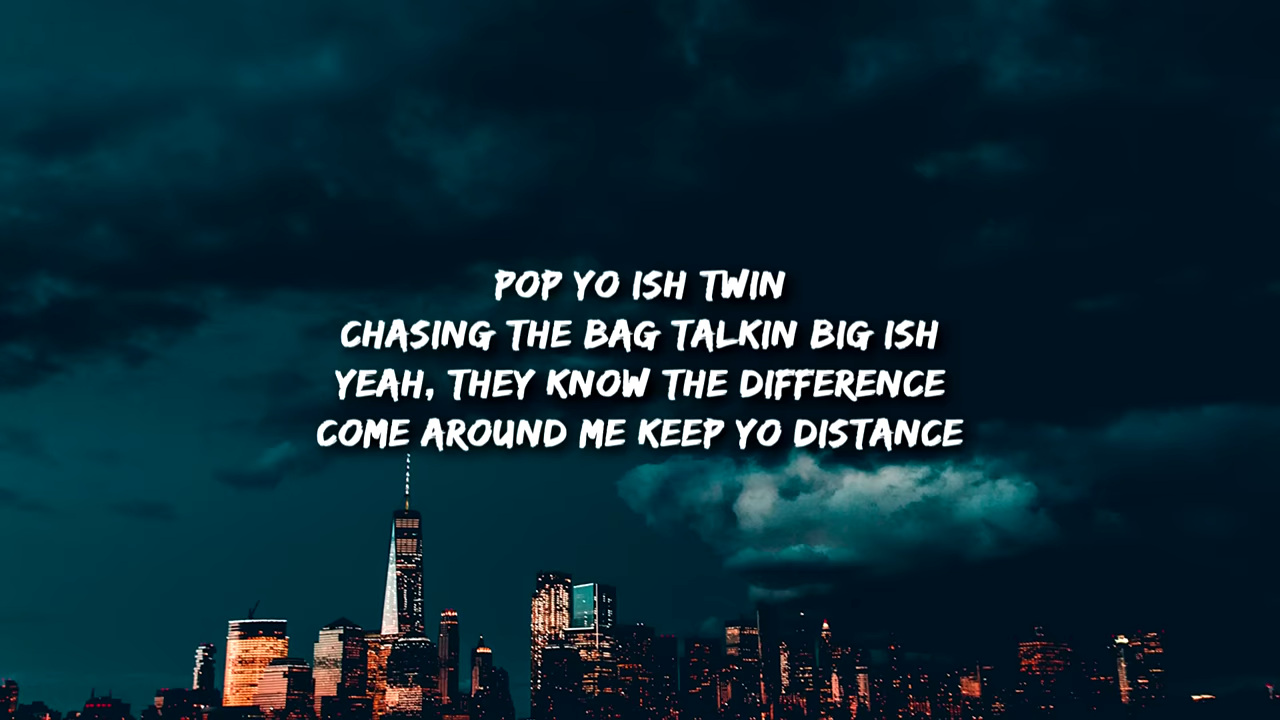 POP YO ISH TWIN
CHASING THE BAG TALKIN BIG ISH
YEAH, THEY KNOW THE DIFFERENCE
COME AROUND ME KEEP YO DISTANCE